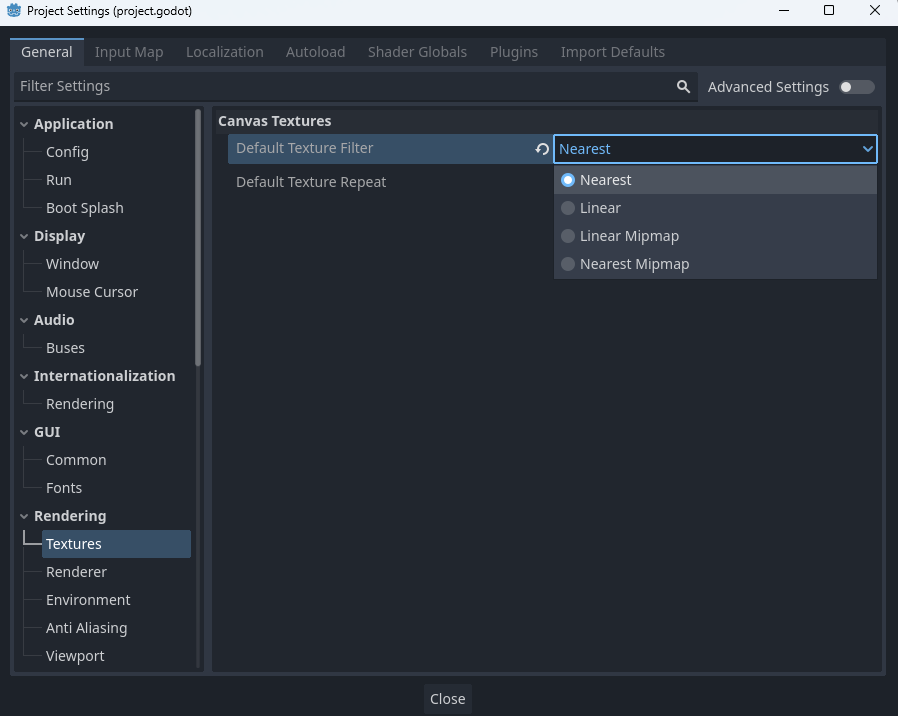 Project Settings (project.godot)
General Input Map Localization Autoload Shader Globals Plugins Import Defaults
Filter Settings
Advanced Settings
Application
Config
Run
Boot Splash
Display
Window
Mouse Cursor
Audio
Buses
Internationalization
Rendering
GUI
Common
Fonts
Rendering
Textures
Renderer
Environment
Anti Aliasing
Viewport
Canvas Textures
Default Texture Filter
Nearest
Default Texture Repeat
Nearest
Linear
Linear Mipmap
Nearest Mipmap
Close